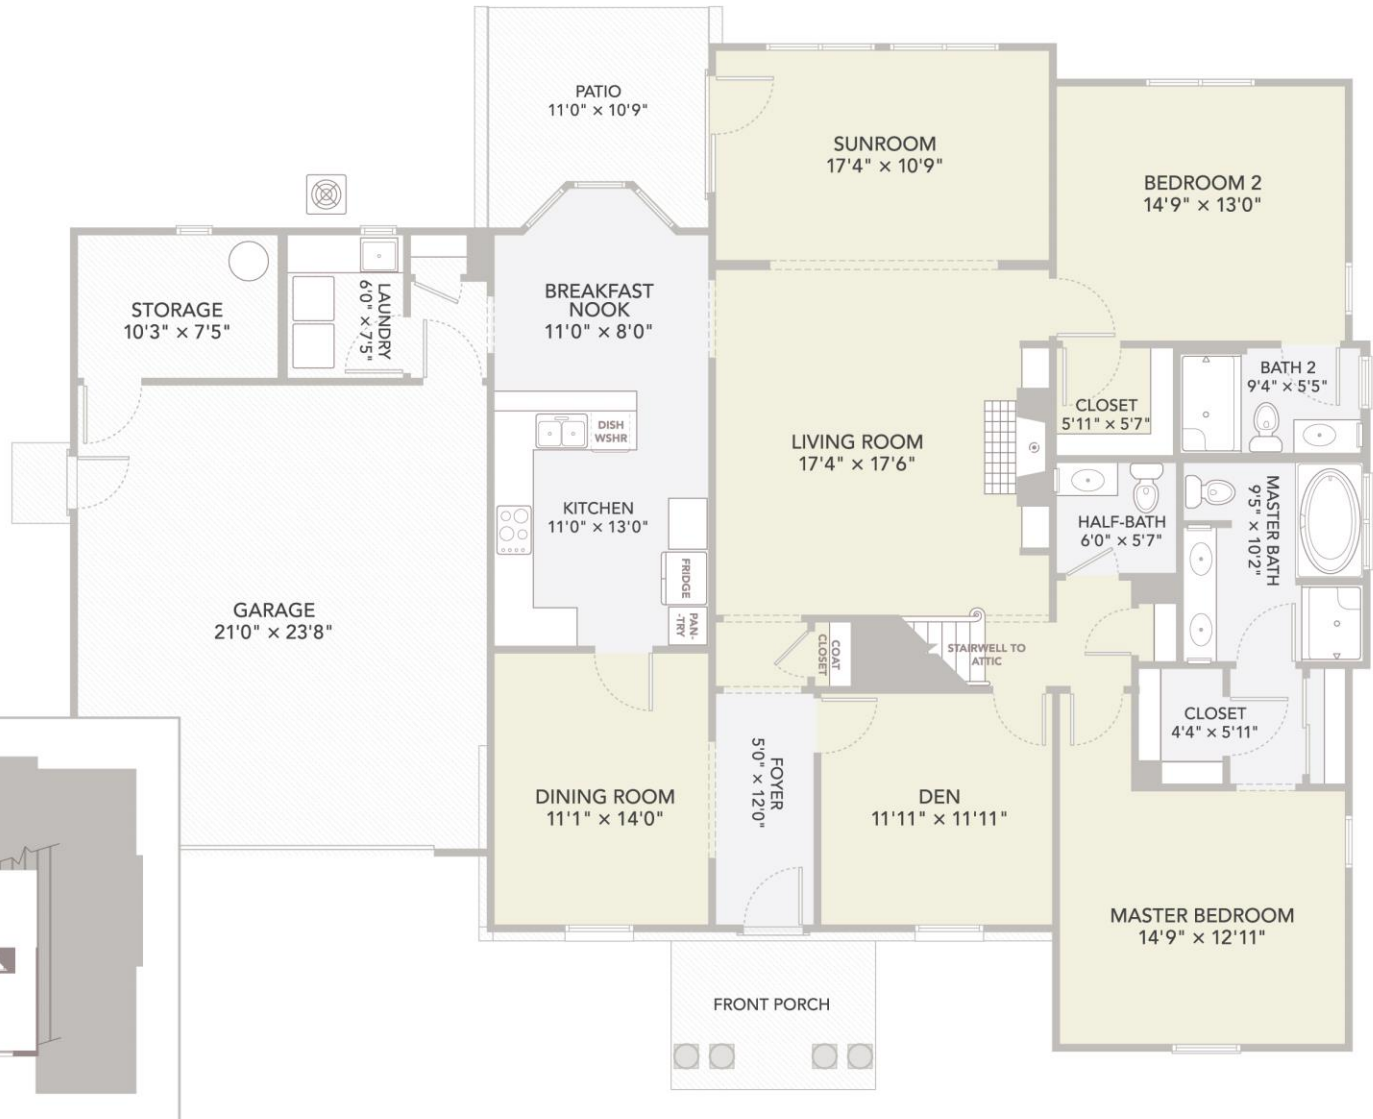 PATIO
11'0" × 10'9"
SUNROOM
17'4" × 10'9"
BEDROOM 2
14'9" × 13'0"
STORAGE
10'3" × 7'5"
LAUNDRY
6'0" × 7'5"
BREAKFAST
NOOK
11'0" × 8'0"
BATH 2
9'4" × 5'5"
CLOSET
5'11" × 5'7"
DISH
WSHR
LIVING ROOM
17'4" × 17'6"
KITCHEN
11'0" × 13'0"
HALF-BATH
6'0" × 5'7"
MASTER BATH
9'5" × 10'2"
FRIDGE
PAN-
-TRY
GARAGE
21'0" × 23'8"
COAT
CLOSET
STAIRWELL TO
ATTIC
CLOSET
4'4" × 5'11"
FOYER
5'0" × 12'0"
DINING ROOM
11'1" × 14'0"
DEN
11'11" × 11'11"
MASTER BEDROOM
14'9" × 12'11"
FRONT PORCH